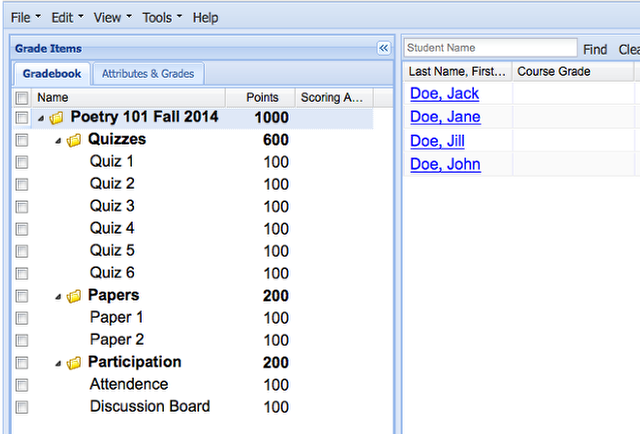 File Edit View Tools Help
Grade Items
Gradebook Attributes & Grades
Name Points Scoring A...
Poetry 101 Fall 2014 1000
Quizzes 600
Quiz 1 100
Quiz 2 100
Quiz 3 100
Quiz 4 100
Quiz 5 100
Quiz 6 100
Papers 200
Paper 1 100
Paper 2 100
Participation 200
Attendence 100
Discussion Board 100
Student Name Find Clea
Last Name, First... Course Grade
Doe, Jack
Doe, Jane
Doe, Jill
Doe, John